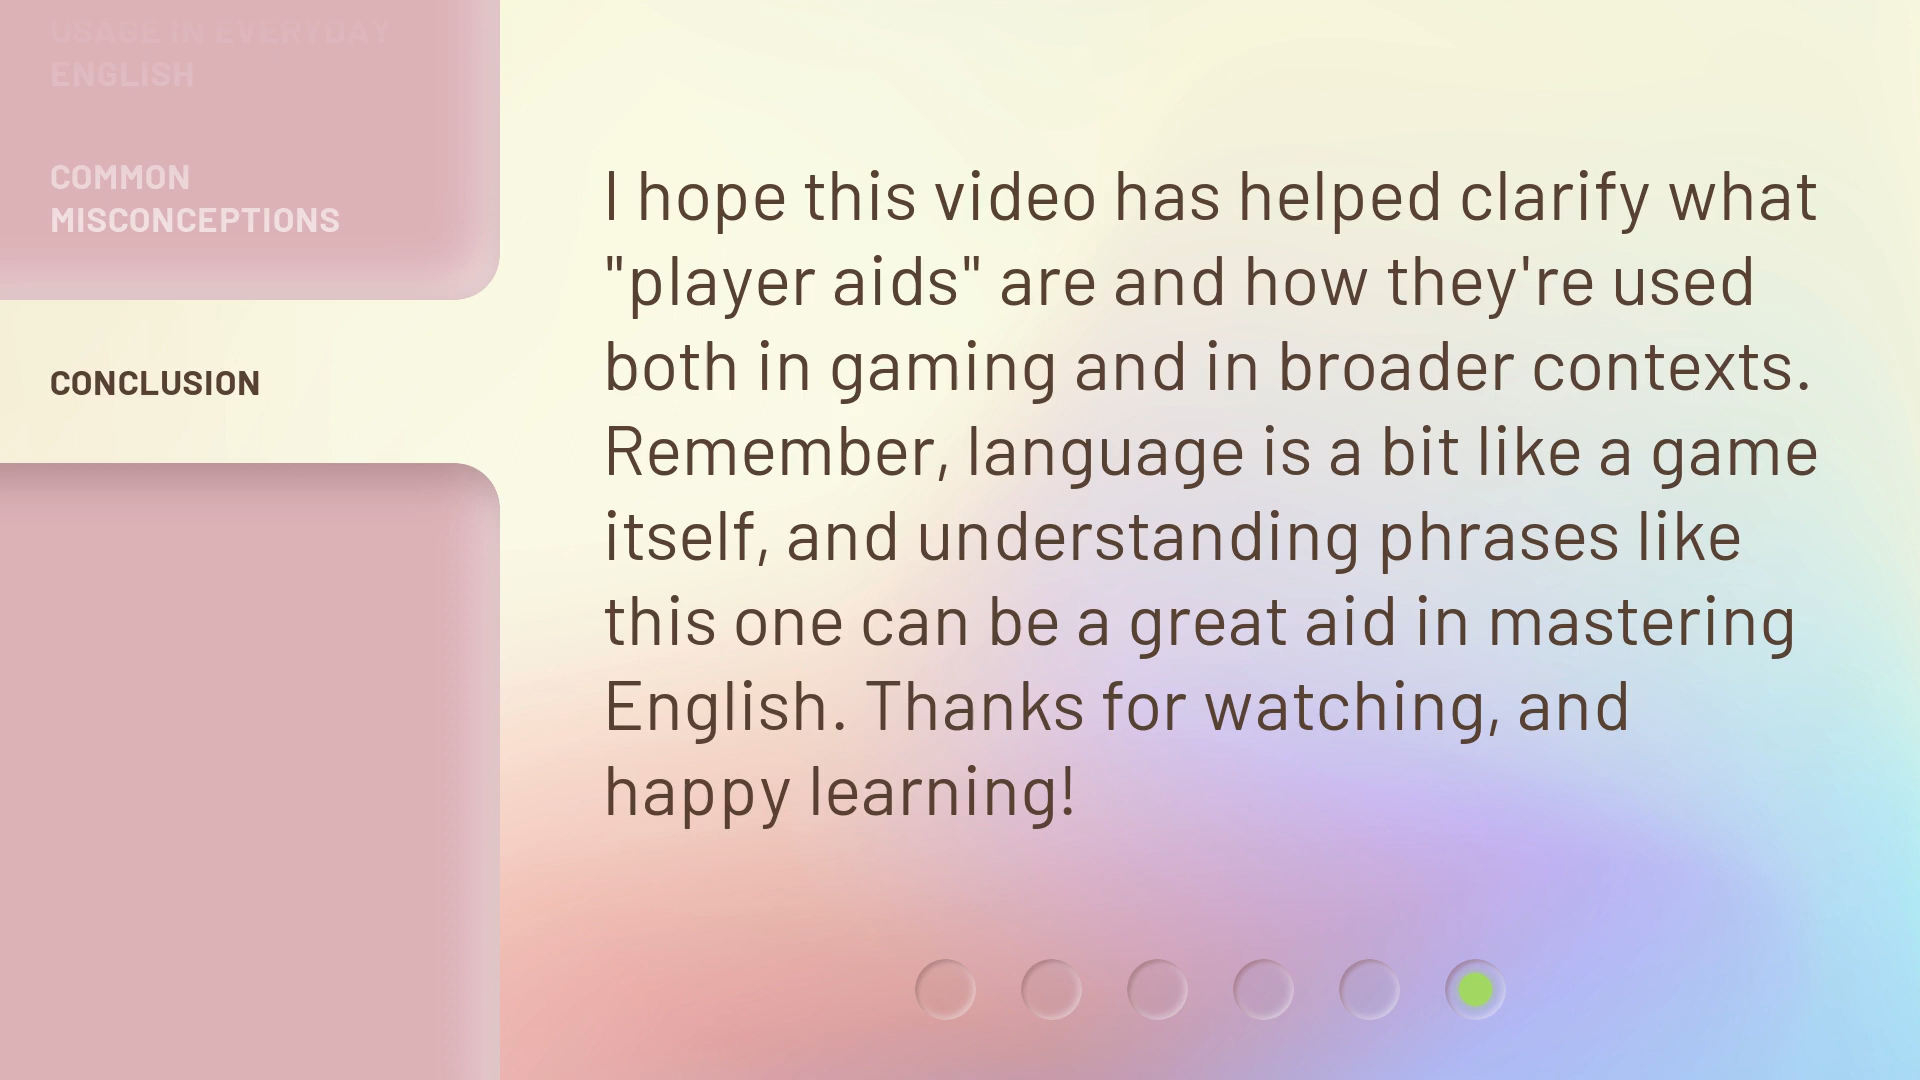 USAGE IN EVERYDAY
ENGLISH
COMMON
MISCONCEPTIONS
CONCLUSION
I hope this video has helped clarify what
"player aids" are and how they're used
both in gaming and in broader contexts.
Remember, language is a bit like a game
itself, and understanding phrases like
this one can be a great aid in mastering
English. Thanks for watching, and
happy learning!